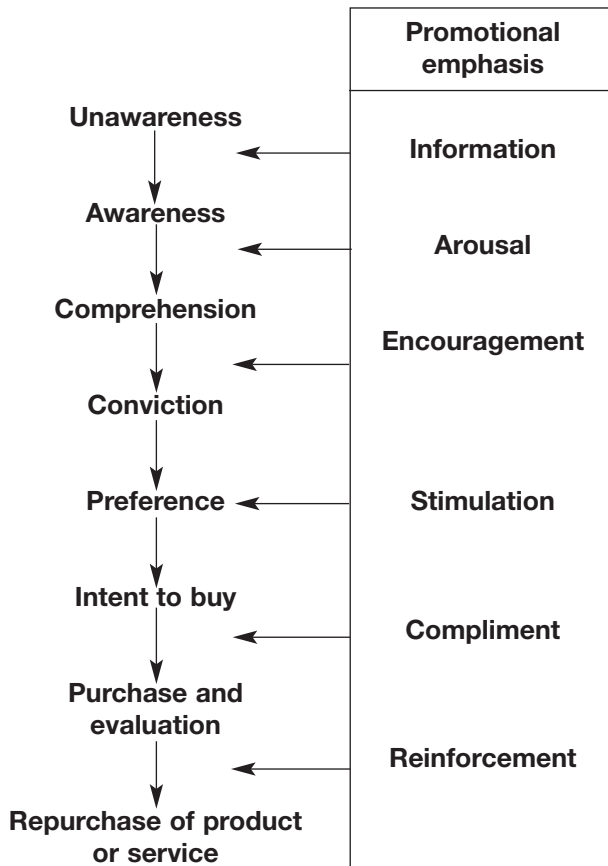 Promotional
emphasis
Unawareness
Information
Awareness
Arousal
Comprehension
Encouragement
Conviction
Preference
Stimulation
Intent to buy
Compliment
Purchase and
evaluation
Reinforcement
Repurchase of product
or service